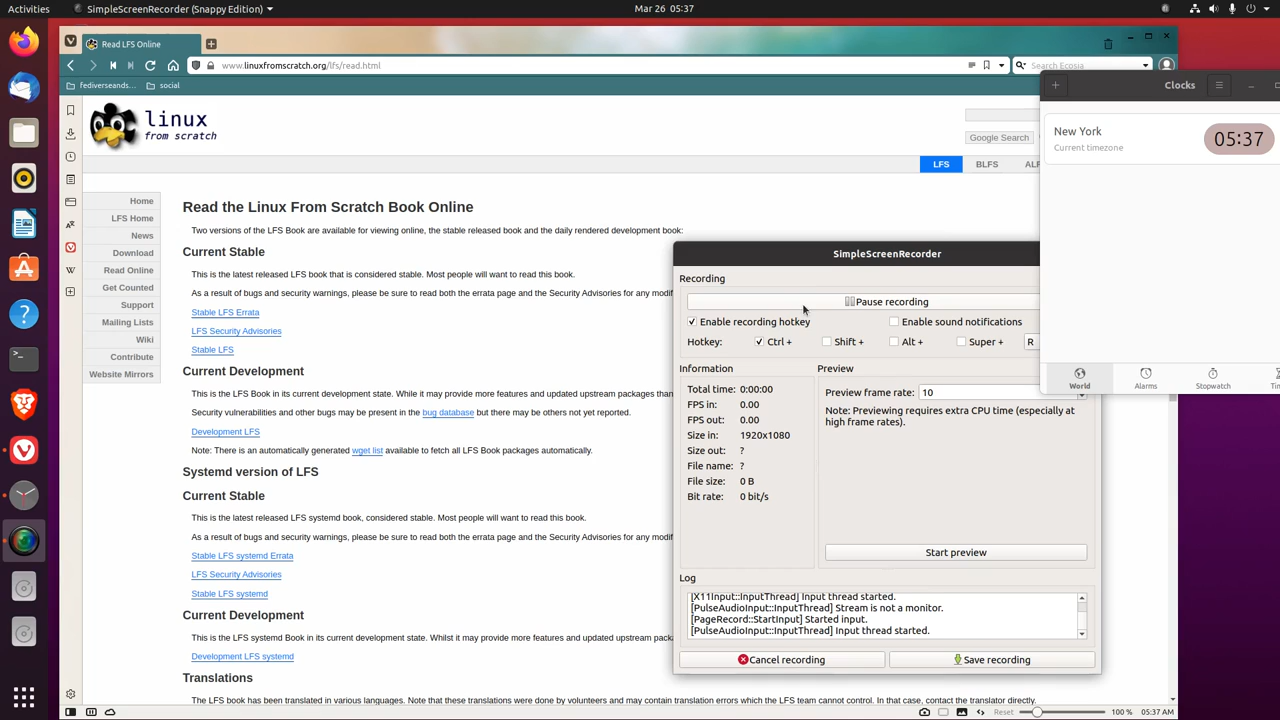 Activities
SimpleScreenRecorder (Snappy Edition)
Mar 26 05:37
Read LFS Online
www.linuxfromscratch.org/lfs/read.html
Search Ecosia
fediverseands...
social
linux
from scratch
Google Search
LFS
BLFS
Home
LFS Home
News
Download
Read Online
Get Counted
Support
Mailing Lists
Wiki
Contribute
Website Mirrors
Read the Linux From Scratch Book Online
Two versions of the LFS Book are available for viewing online, the stable released book and the daily rendered development book:
Current Stable
This is the latest released LFS book that is considered stable. Most people will want to read this book.
As a result of bugs and security warnings, please be sure to read both the errata page and the Security Advisories for any modif
LFS Stable Errata
LFS Security Advisories
Stable LFS
Current Development
This is the LFS Book in its current development state. While it may provide more features and updated upstream packages than
Security vulnerabilities and other bugs may be present in the bug database but there may be others not yet reported.
Development LFS
Note: There is an automatically generated wget list available to fetch all LFS Book packages automatically.
Systemd version of LFS
Current Stable
This is the latest released LFS systemd book, considered stable. Most people will want to read this book.
As a result of bugs and security warnings, please be sure to read both the errata page and the Security Advisories for any modif
Stable LFS systemd Errata
LFS Security Advisories
Stable LFS systemd
Current Development
This is the LFS systemd Book in its current development state. Whilst it may provide more features and updated upstream packa
Development LFS systemd
Translations
The LFS book has been translated in various languages. Note that these translations were done by volunteers and may contain translation errors which the LFS team cannot control. In that case, contact the translator directly.
SimpleScreenRecorder
Recording
Pause recording
Enable recording hotkey
Enable sound notifications
Hotkey:
Ctrl +
Shift +
Alt +
Super +
R
Information
Total time: 0:00:00
FPS in: 0.00
FPS out: 0.00
Size in: 1920x1080
Size out: ?
File name: ?
File size: 0 B
Bit rate: 0 bit/s
Preview
Preview frame rate: 10
Note: Previewing requires extra CPU time (especially at
high frame rates).
Start preview
Log
[X11Input::InputThread] Input thread started.
[PulseAudioInput::InputThread] Stream is not a monitor.
[PageRecord::StartInput] Started input.
[PulseAudioInput::InputThread] Input thread started.
Cancel recording
Save recording
Clocks
New York
Current timezone
05:37
World
Alarms
Stopwatch
Reset
100 %
05:37 AM